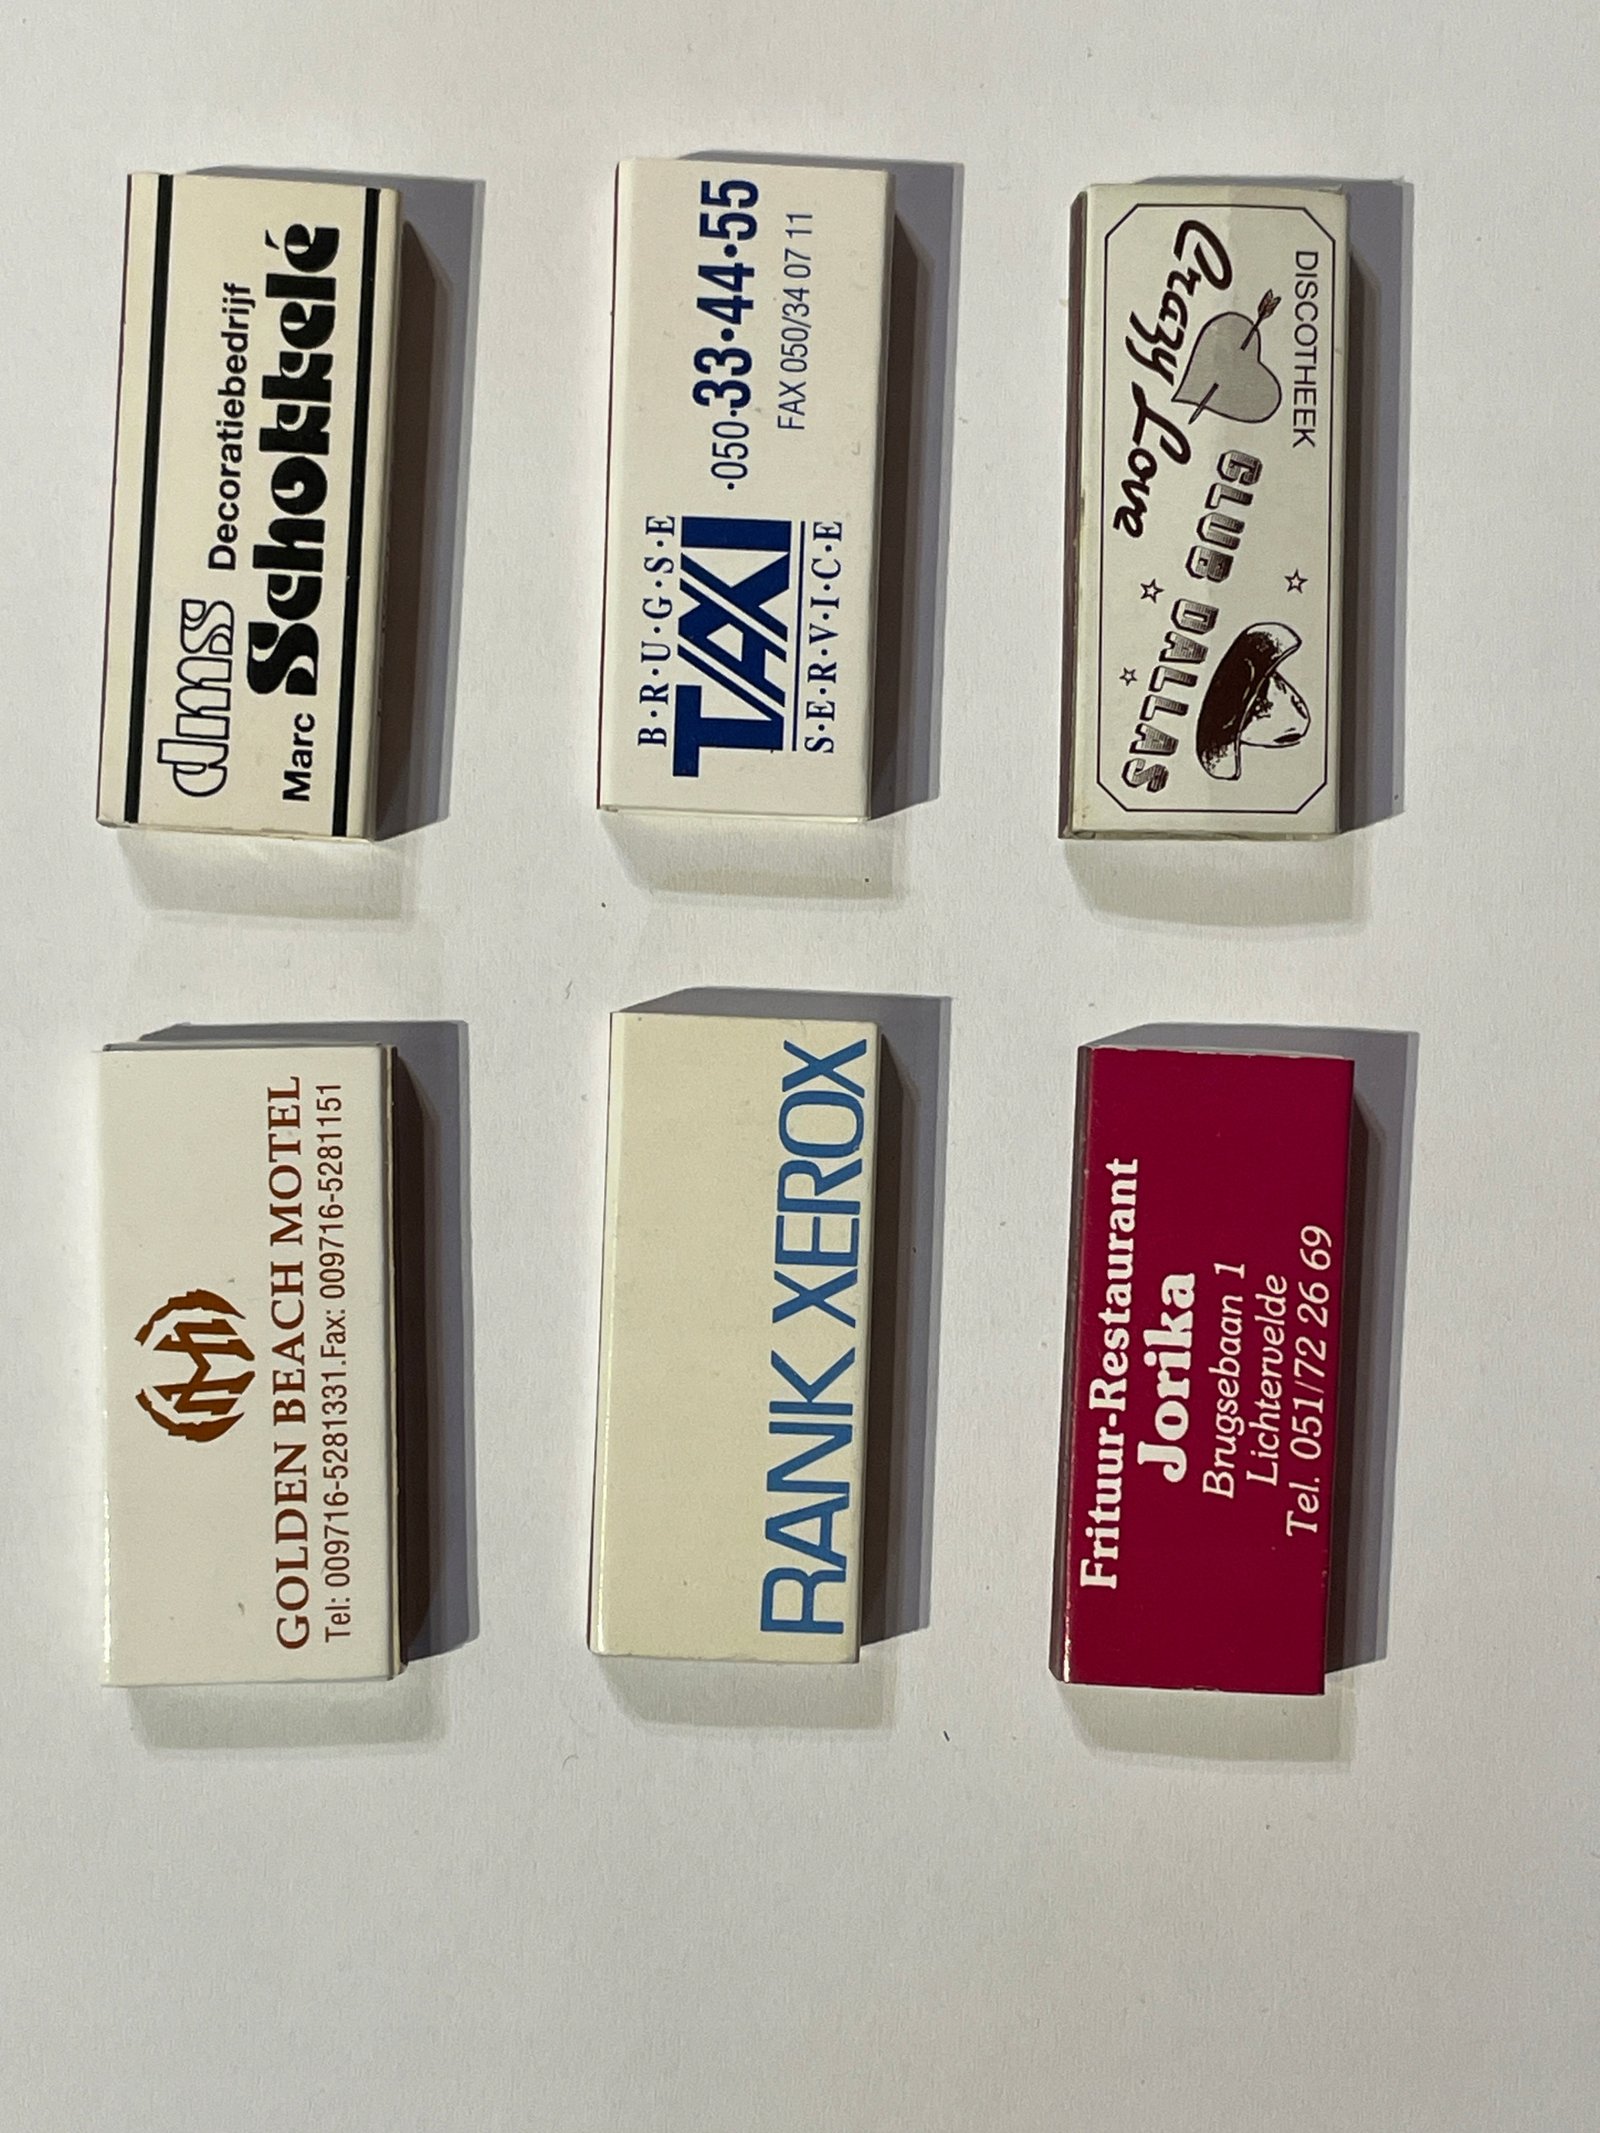 dms Decoratiebedrijf
Marc Schokkelé
B·R·U·G·S·E
TAXI
S·E·R·V·I·C·E
·050·33·44·55
FAX 050/34 07 11
DISCOTHEEK
Crazy Love
CLUB DALLAS
GOLDEN BEACH MOTEL
Tel: 009716-5281331.Fax: 009716-5281151
RANK XEROX
Frituur-Restaurant
Jorika
Brugsebaan 1
Lichtervelde
Tel. 051/72 26 69